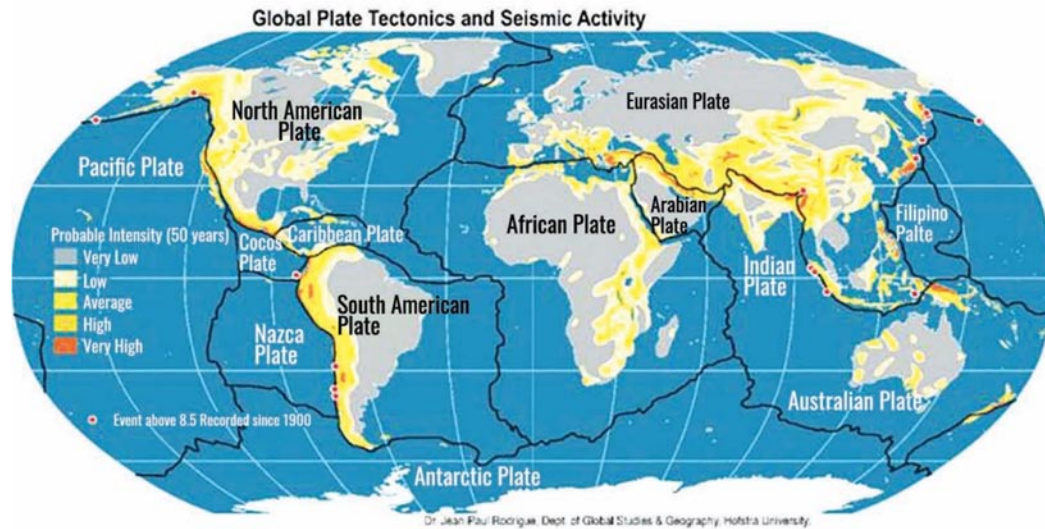 Global Plate Tectonics and Seismic Activity
North American
Plate
Eurasian Plate
Pacific Plate
African Plate
Arabian
Plate
Filipino
Palte
Probable Intensity (50 years)
Very Low
Low
Average
High
Very High
Cocos
Plate
Caribbean Plate
Indian
Plate
South American
Plate
Nazca
Plate
Australian Plate
Event above 8.5 Recorded since 1900
Antarctic Plate
Dr. Jean-Paul Rodrigue, Dept. of Global Studies & Geography, Hofstra University.